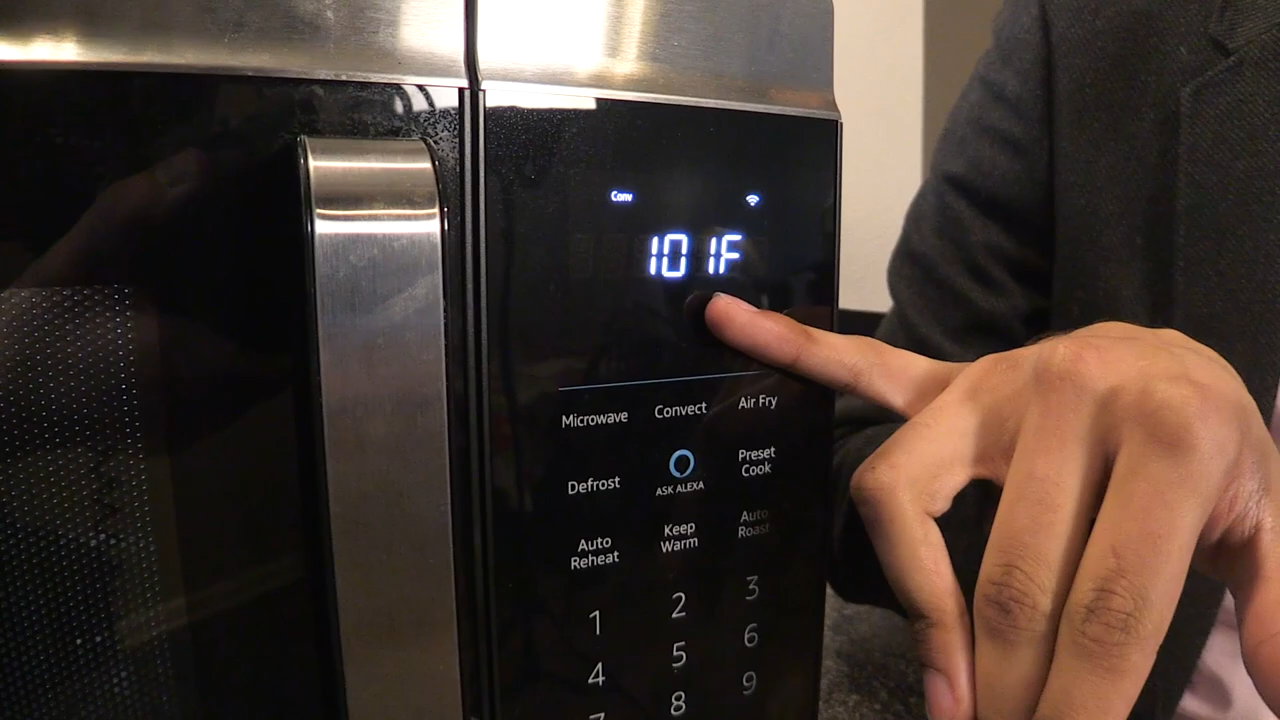 Conv
101F
Microwave Convect Air Fry
Defrost ASK ALEXA Preset Cook
Auto Reheat Keep Warm Auto Roast
1 2 3
4 5 6
8 9